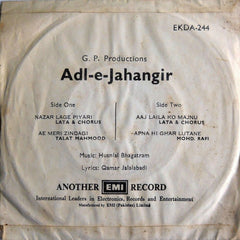 EKDA-244
G. P. Productions
Adl-e-Jahangir
Side One
NAZAR LAGE PIYARI
LATA & CHORUS
AE MERI ZINDAGI
TALAT MAHMOOD
Side Two
AAJ LAILA KO MAJNU
LATA & CHORUS
APNA HI GHAR LUTANE
MOHD. RAFI
Music: Husnlal Bhagatram
Lyrics: Qamar Jalalabadi
ANOTHER EMI RECORD
International Leaders in Electronics, Records and Entertainment
Manufactured by EMI (Pakistan) Limited